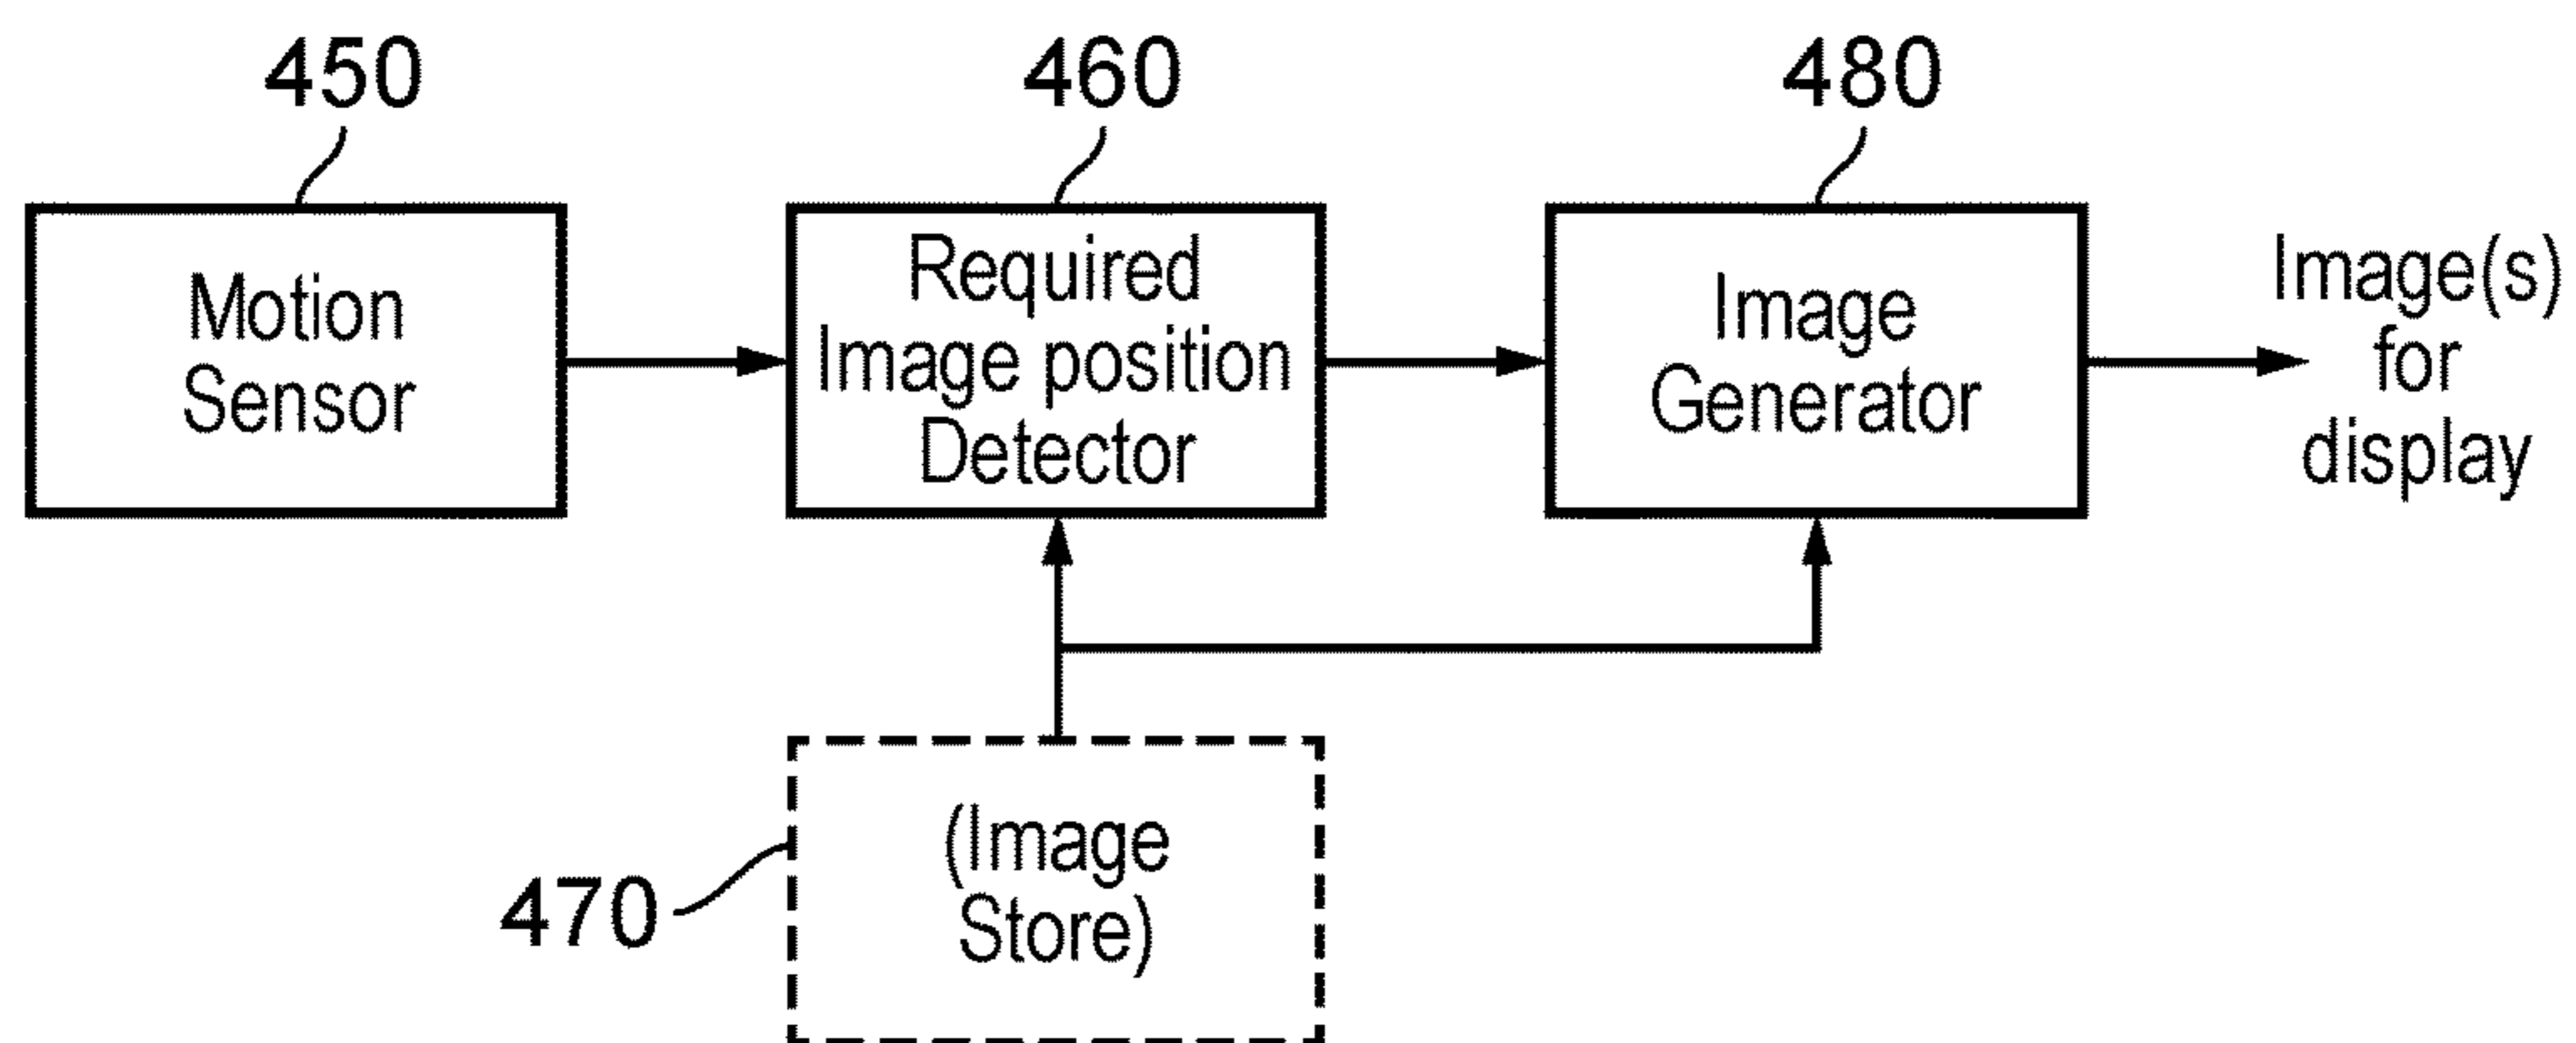 450
460
480
Motion
Sensor
Required
Image position
Detector
Image
Generator
Image(s)
for
display
470
(Image
Store)